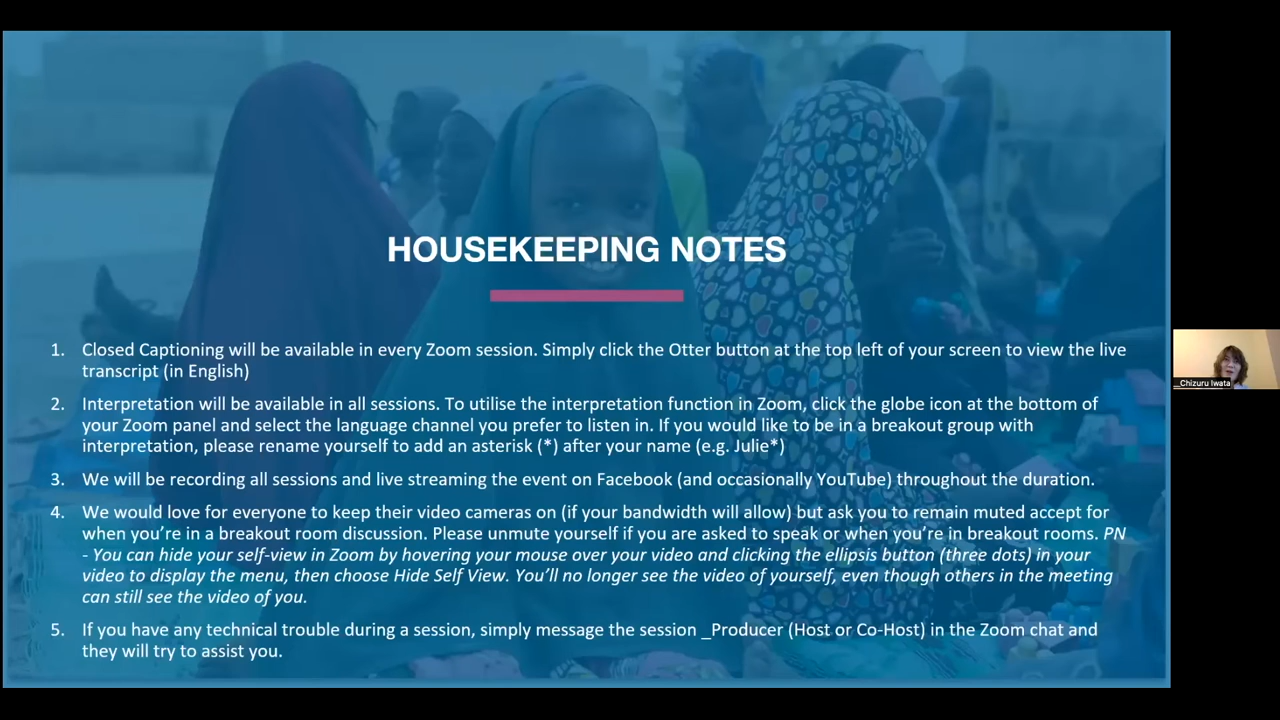 HOUSEKEEPING NOTES
1. Closed Captioning will be available in every Zoom session. Simply click the Otter button at the top left of your screen to view the live
transcript (in English)
2. Interpretation will be available in all sessions. To utilise the interpretation function in Zoom, click the globe icon at the bottom of
your Zoom panel and select the language channel you prefer to listen in. If you would like to be in a breakout group with
interpretation, please rename yourself to add an asterisk (*) after your name (e.g. Julie*)
3. We will be recording all sessions and live streaming the event on Facebook (and occasionally YouTube) throughout the duration.
4. We would love for everyone to keep their video cameras on (if your bandwidth will allow) but ask you to remain muted accept for
when you're in a breakout room discussion. Please unmute yourself if you are asked to speak or when you're in breakout rooms. PN
- You can hide your self-view in Zoom by hovering your mouse over your video and clicking the ellipsis button (three dots) in your
video to display the menu, then choose Hide Self View. You'll no longer see the video of yourself, even though others in the meeting
can still see the video of you.
5. If you have any technical trouble during a session, simply message the session _Producer (Host or Co-Host) in the Zoom chat and
they will try to assist you.
_Chizuru Iwata